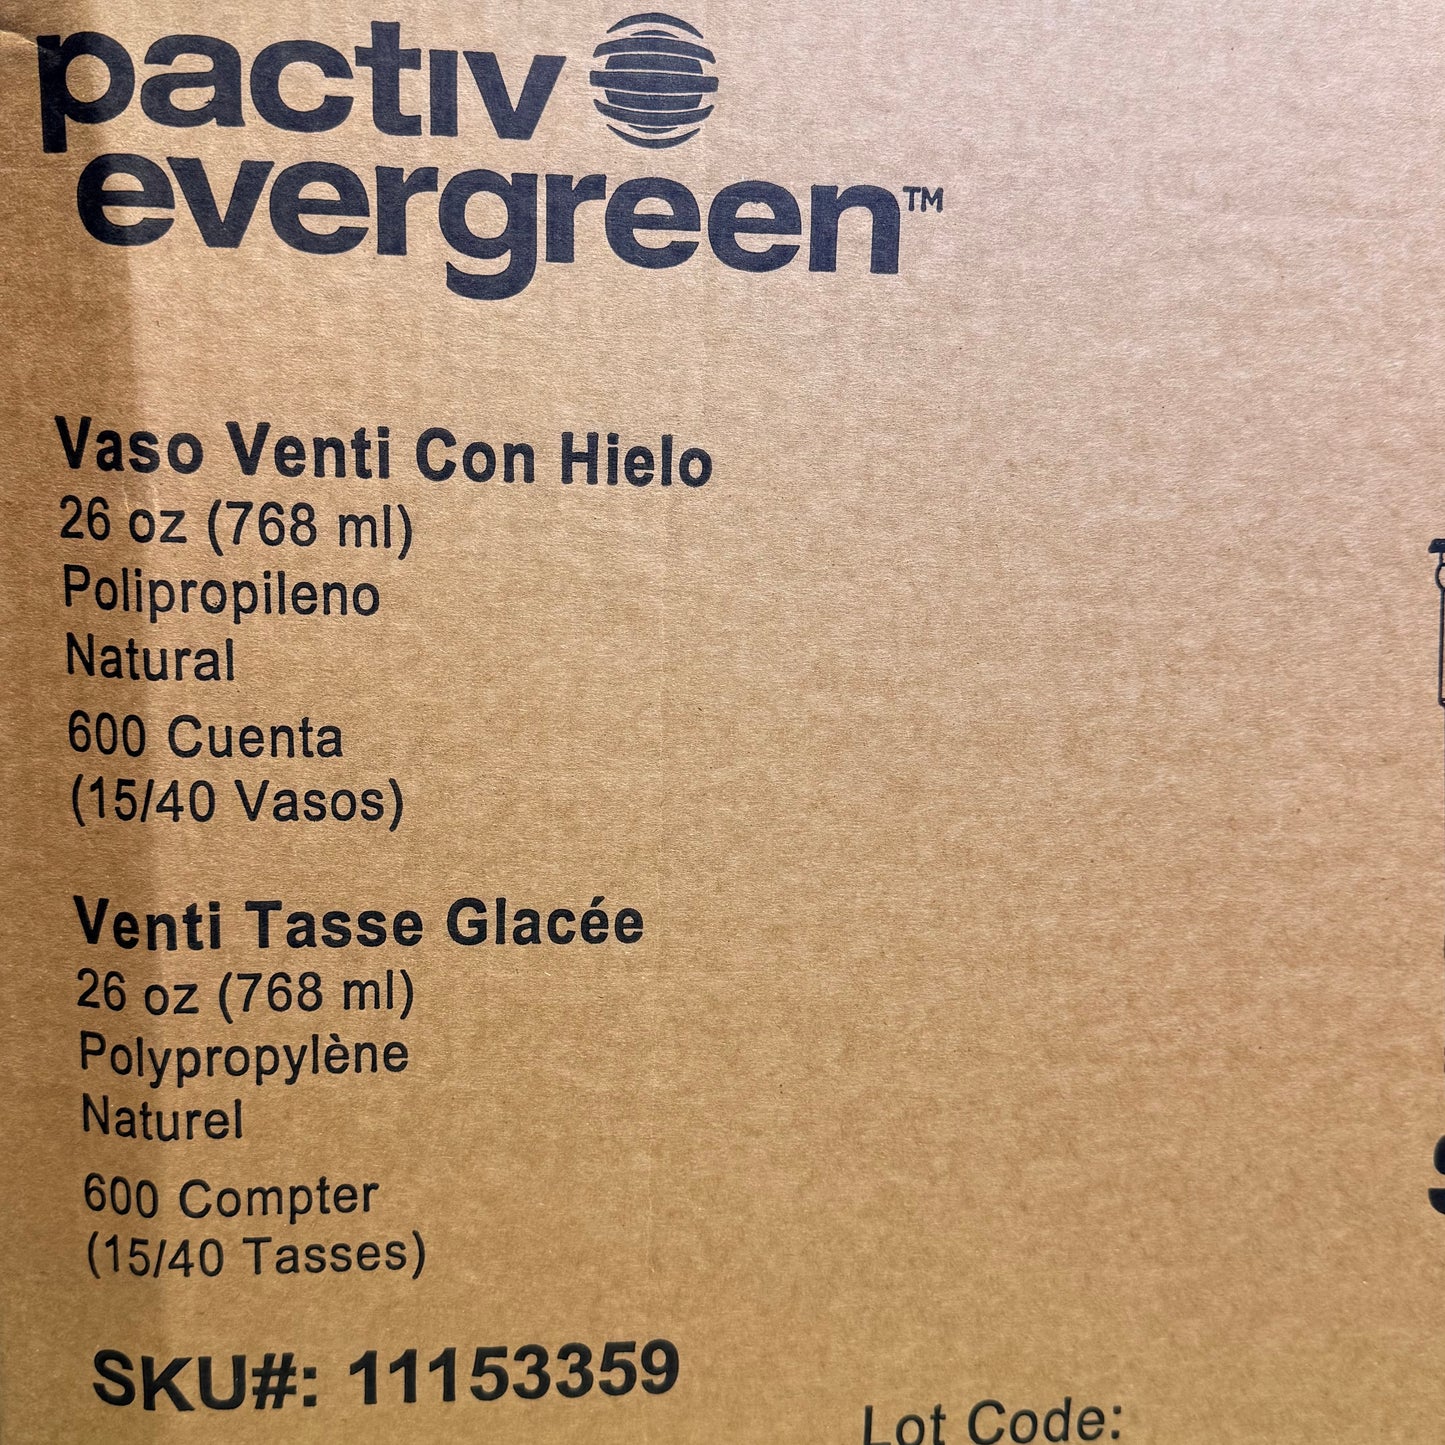 pactiv
evergreen™
Vaso Venti Con Hielo
26 oz (768 ml)
Polipropileno
Natural
600 Cuenta
(15/40 Vasos)
Venti Tasse Glacée
26 oz (768 ml)
Polypropylène
Naturel
600 Compter
(15/40 Tasses)
SKU#: 11153359
Lot Code: